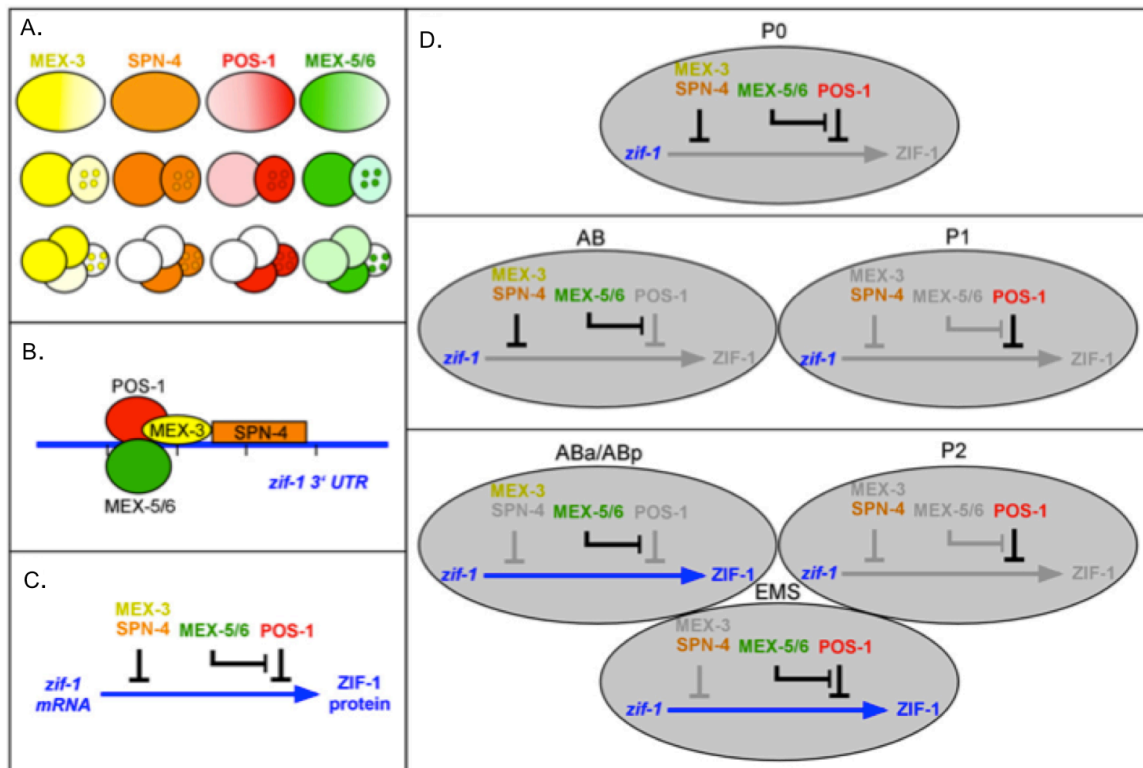 A.
MEX-3 SPN-4 POS-1 MEX-5/6
B.
POS-1
MEX-3 SPN-4
zif-1 3' UTR
MEX-5/6
C.
MEX-3
SPN-4 MEX-5/6 POS-1
zif-1 ZIF-1
mRNA protein
D.
P0
MEX-3
SPN-4 MEX-5/6 POS-1
zif-1 ZIF-1
AB
MEX-3
SPN-4 MEX-5/6 POS-1
zif-1 ZIF-1
P1
MEX-3
SPN-4 MEX-5/6 POS-1
zif-1 ZIF-1
ABa/ABp
MEX-3
SPN-4 MEX-5/6 POS-1
zif-1 ZIF-1
P2
MEX-3
SPN-4 MEX-5/6 POS-1
zif-1 ZIF-1
EMS
MEX-3
SPN-4 MEX-5/6 POS-1
zif-1 ZIF-1